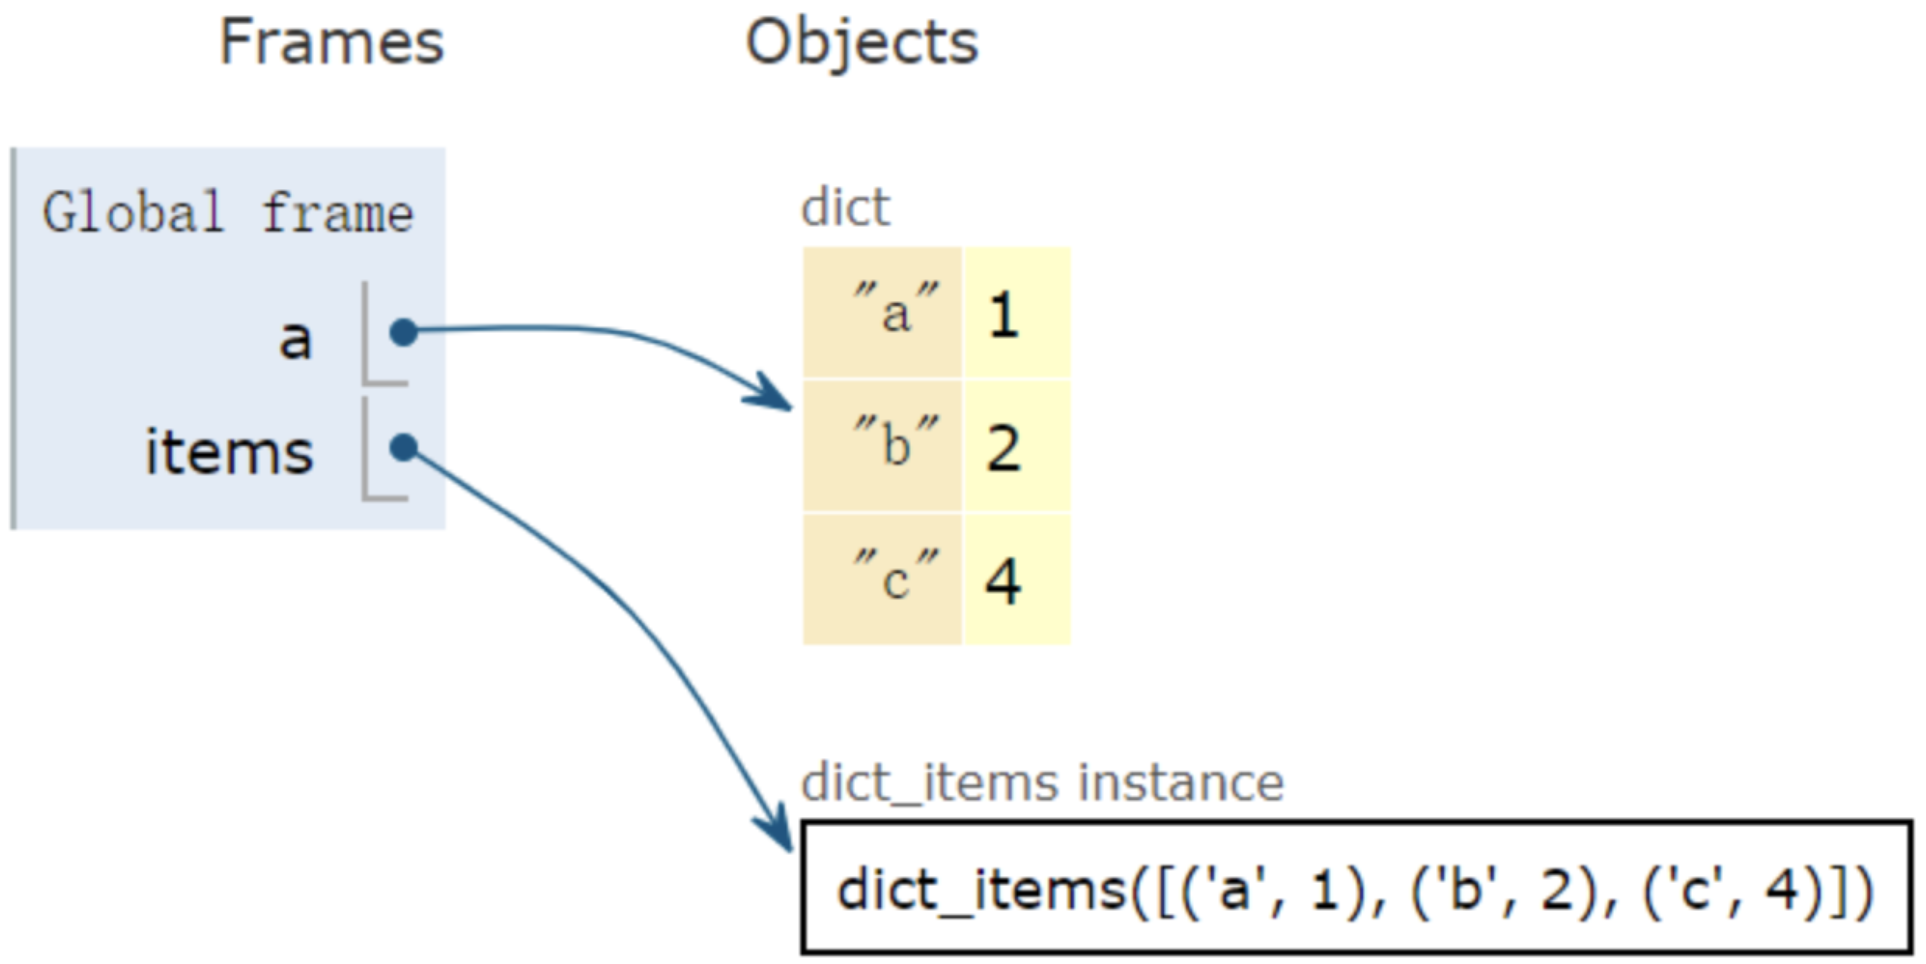 Frames Objects
Global frame
a
items
dict
"a" 1
"b" 2
"c" 4
dict_items instance
dict_items([('a', 1), ('b', 2), ('c', 4)])